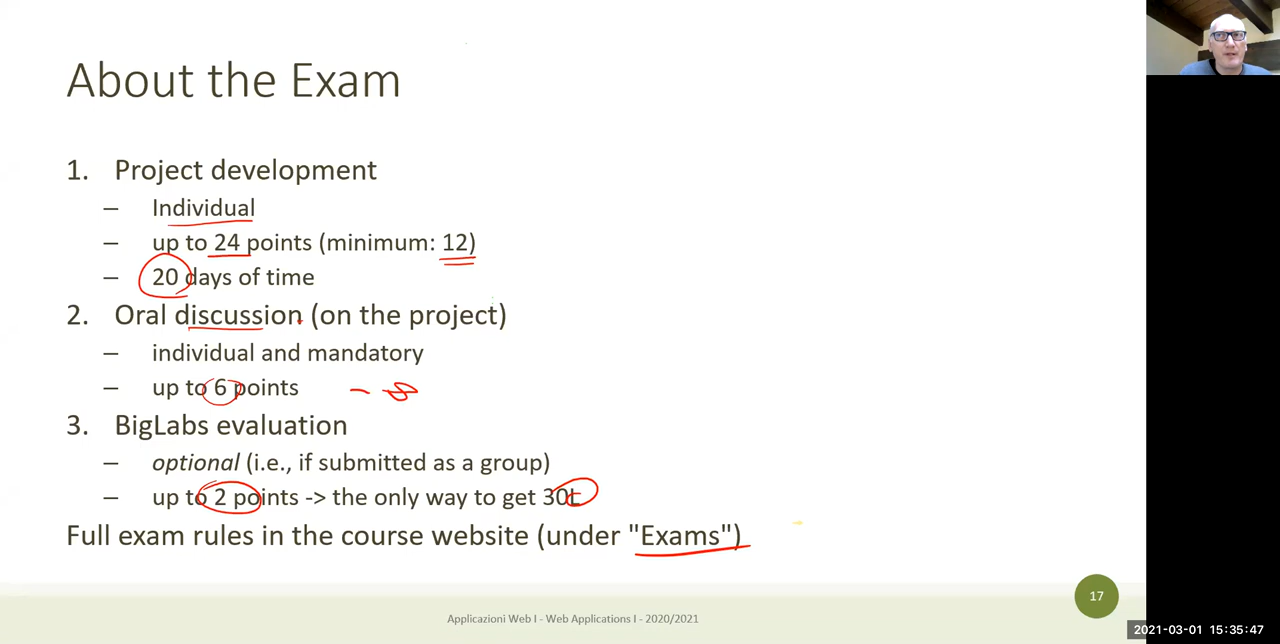 About the Exam
1. Project development
– Individual
– up to 24 points (minimum: 12)
– 20 days of time
2. Oral discussion (on the project)
– individual and mandatory
– up to 6 points
3. BigLabs evaluation
– optional (i.e., if submitted as a group)
– up to 2 points -> the only way to get 30L
Full exam rules in the course website (under "Exams")
17
Applicazioni Web I - Web Applications I - 2020/2021
2021-03-01 15:35:47